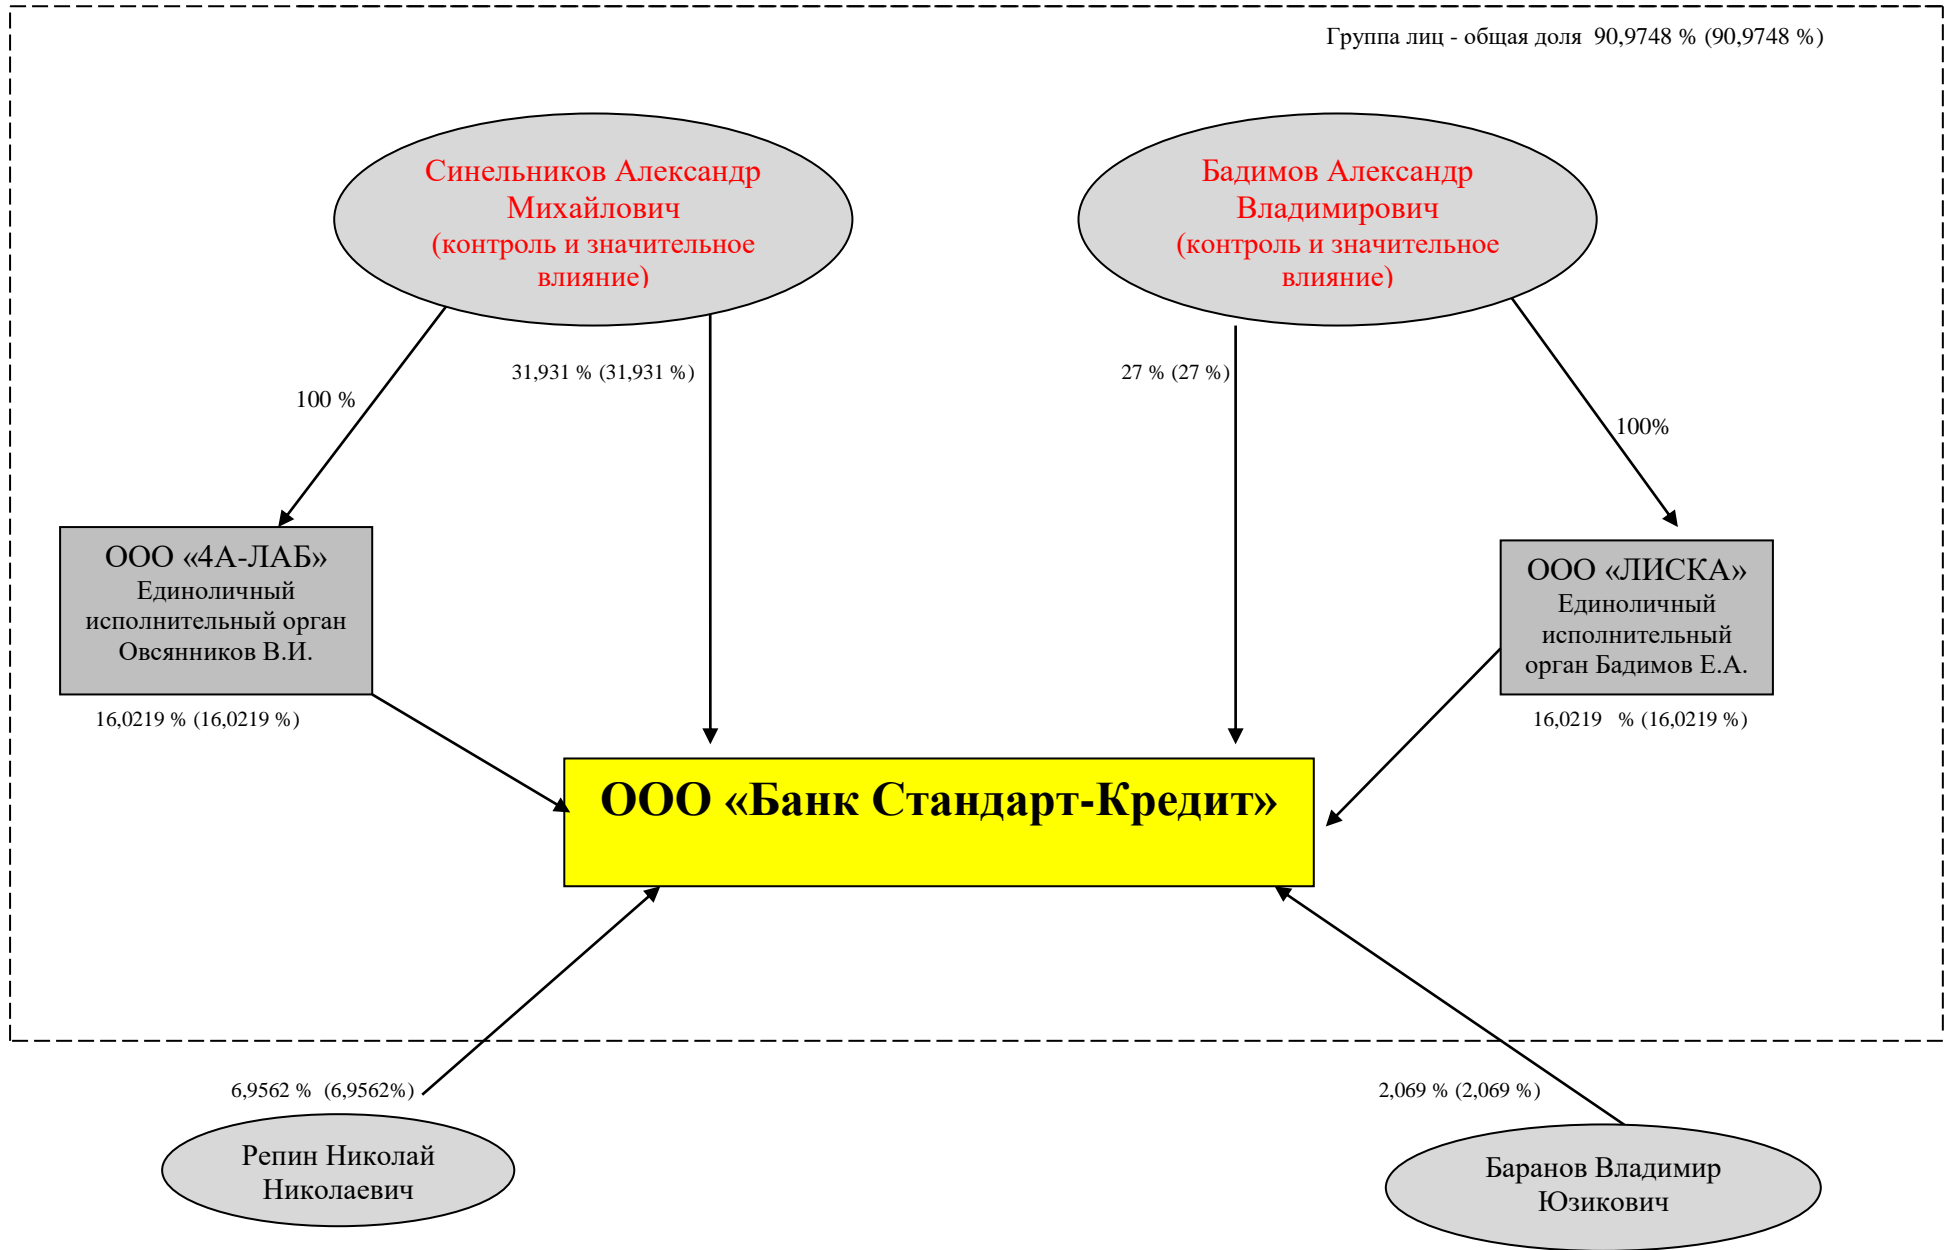 Группа лиц - общая доля 90,9748 % (90,9748 %)
Синельников Александр
Михайлович
(контроль и значительное
влияние)
Бадимов Александр
Владимирович
(контроль и значительное
влияние)
31,931 % (31,931 %)
27 % (27 %)
100 %
100%
ООО «4А-ЛАБ»
Единоличный
исполнительный орган
Овсянников В.И.
ООО «ЛИСКА»
Единоличный
исполнительный
орган Бадимов Е.А.
16,0219 % (16,0219 %)
16,0219 % (16,0219 %)
ООО «Банк Стандарт-Кредит»
6,9562 % (6,9562%)
2,069 % (2,069 %)
Репин Николай
Николаевич
Баранов Владимир
Юзикович